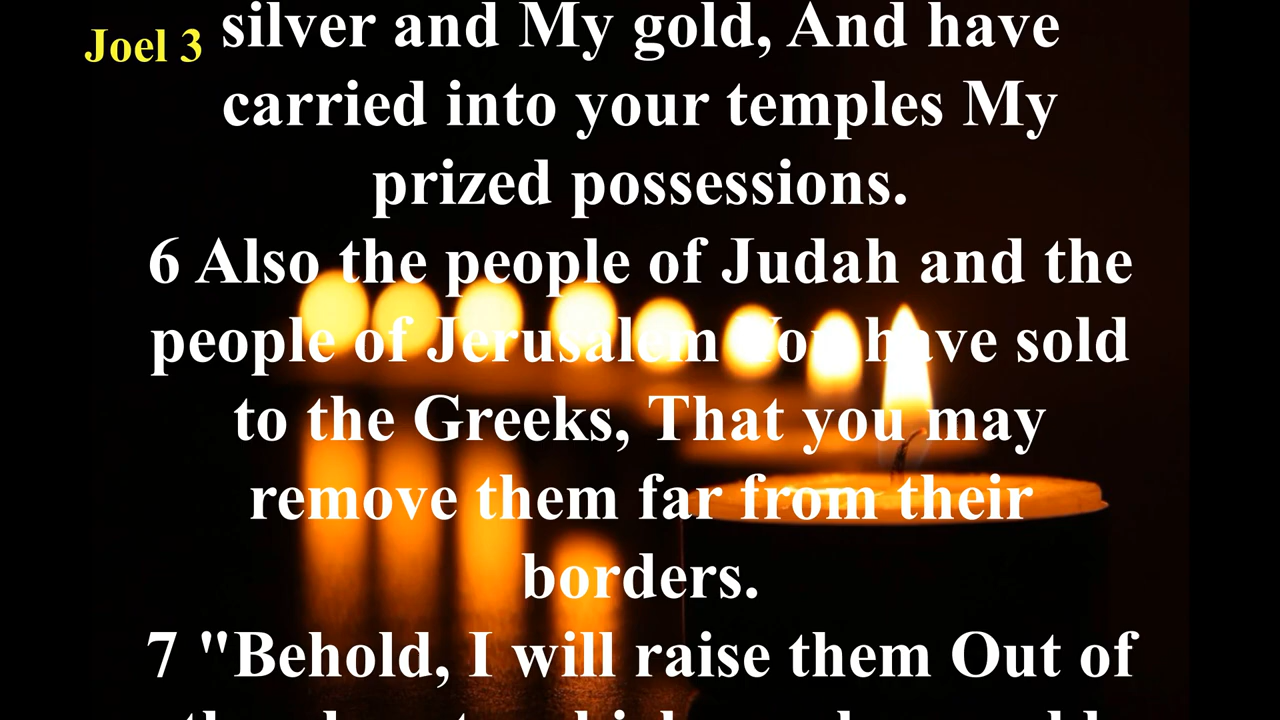 Joel 3
silver and My gold, And have
carried into your temples My
prized possessions.
6 Also the people of Judah and the
people of Jerusalem You have sold
to the Greeks, That you may
remove them far from their
borders.
7 "Behold, I will raise them Out of